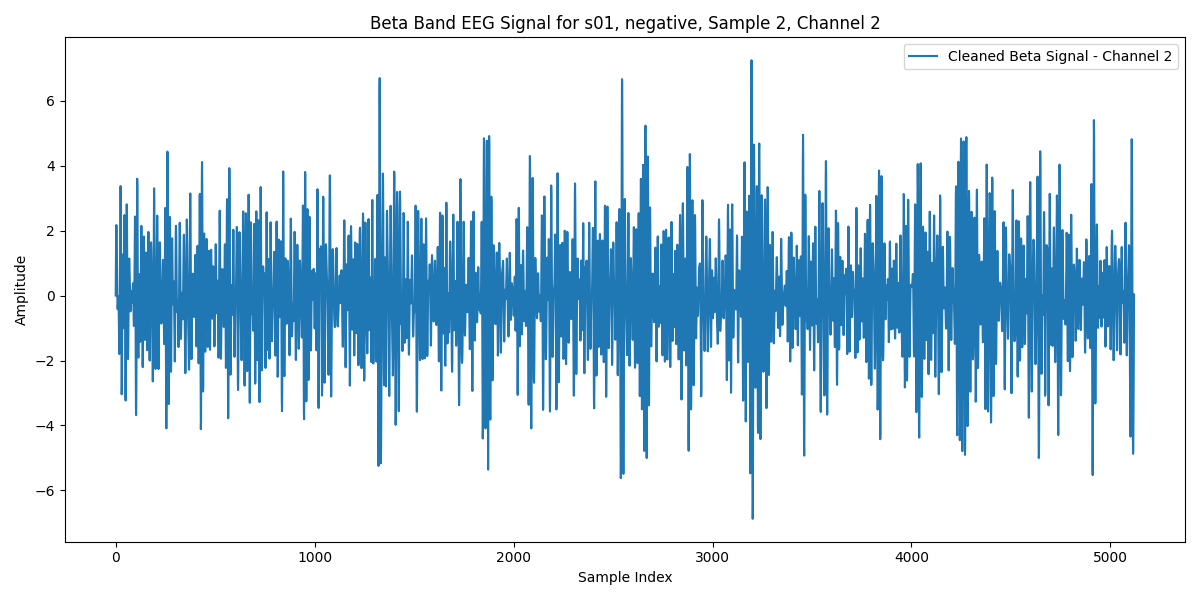 Beta Band EEG Signal for s01, negative, Sample 2, Channel 2
Cleaned Beta Signal - Channel 2
Amplitude
6
4
2
0
−2
−4
−6
0 1000 2000 3000 4000 5000
Sample Index